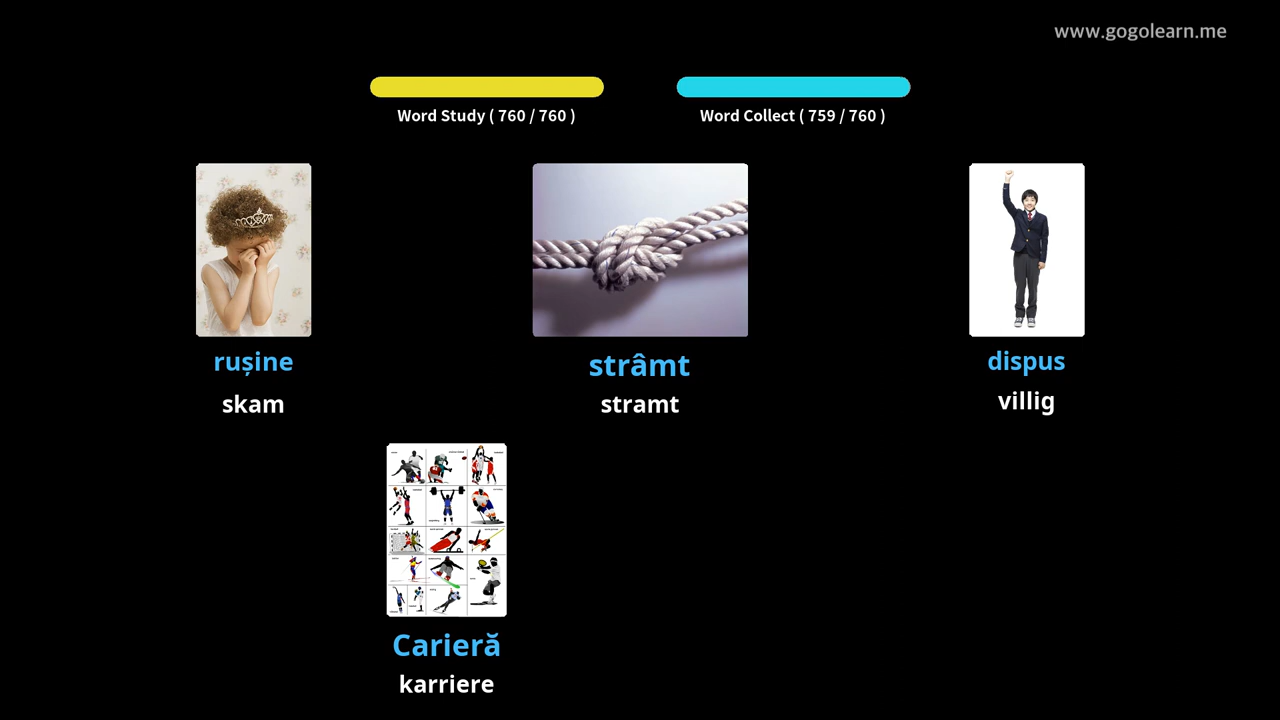 www.gogolearn.me
Word Study ( 760 / 760 )
Word Collect ( 759 / 760 )
rușine
strâmt
dispus
skam
stramt
villig
Carieră
karriere